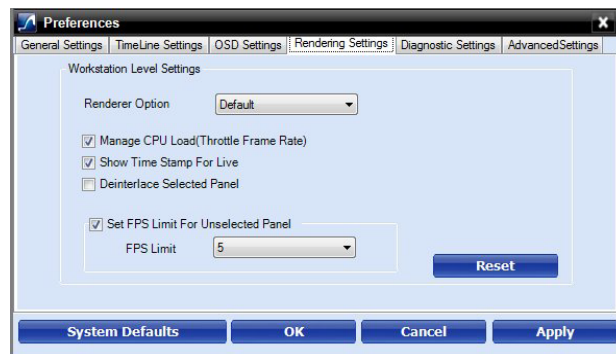 Preferences
x
General Settings TimeLine Settings OSD Settings Rendering Settings Diagnostic Settings AdvancedSettings
Workstation Level Settings
Renderer Option Default
Manage CPU Load(Throttle Frame Rate)
Show Time Stamp For Live
Deinterlace Selected Panel
Set FPS Limit For Unselected Panel
FPS Limit 5
Reset
System Defaults OK Cancel Apply